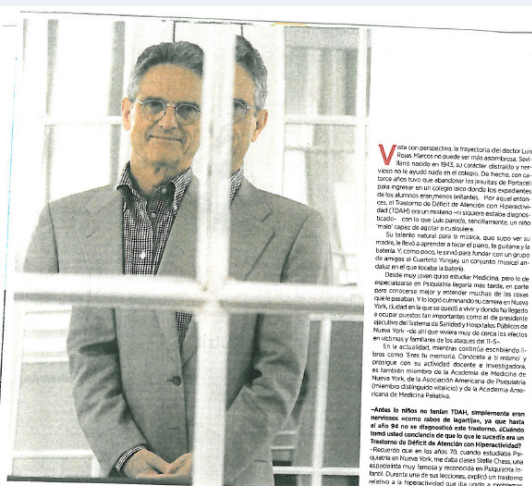 Vista con perspectiva, la trayectoria del doctor Luis
Rojas Marcos no puede ser más asombrosa. Sevi-
llano nacido en 1943, su carácter distraído y ner-
vioso no le ayudó nada en el colegio. De hecho, con ca-
torce años tuvo que abandonar los jesuitas de Portaceli
para ingresar en un colegio laico donde los expedientes
de los alumnos eran menos brillantes. Por aquel enton-
ces, el Trastorno de Déficit de Atención con Hiperactivi-
dad (TDAH) era un misterio -ni siquiera estaba diagnos-
ticado- con lo que Luis parecía, sencillamente, un niño
'malo' capaz de agotar a cualquiera.
Su talento natural para la música, que supo ver su
madre, le llevó a aprender a tocar el piano, la guitarra y la
batería. Y, como poco, le sirvió para fundar con un grupo
de amigos el Cuarteto Yungay, un conjunto musical an-
daluz en el que tocaba la batería.
Desde muy joven quiso estudiar Medicina, pero lo de
especializarse en Psiquiatría llegaría más tarde, en parte
para conocerse mejor y entender muchas de las cosas
que le pasaban. Y lo logró culminando su carrera en Nueva
York, ciudad en la que se quedó a vivir y donde ha llegado
a ocupar puestos tan importantes como el de presidente
ejecutivo del Sistema de Sanidad y Hospitales Públicos de
Nueva York -de ahí que viviera muy de cerca los efectos
en víctimas y familiares de los ataques del 11-S-.
En la actualidad, mientras continúa escribiendo li-
bros como 'Eres tu memoria. Conócete a ti mismo' y
prosigue con su actividad docente e investigadora,
es también miembro de la Academia de Medicina de
Nueva York, de la Asociación Americana de Psiquiatría
(miembro distinguido vitalicio) y de la Academia Ame-
ricana de Medicina Paliativa.
-Antes lo niños no tenían TDAH, simplemente eran
nerviosos «como rabos de lagartija», ya que hasta
el año 94 no se diagnosticó este trastorno. ¿Cuándo
tomó usted conciencia de que lo que le sucedía era un
Trastorno de Déficit de Atención con Hiperactividad?
-Recuerdo que en los años 70, cuando estudiaba Psi-
quiatría en Nueva York, me daba clases Stella Chess, una
especialista muy famosa y reconocida en Psiquiatría In-
fantil. Durante una de sus lecciones, explicó un trastorno
relativo a la hiperactividad que iba unido a problemas